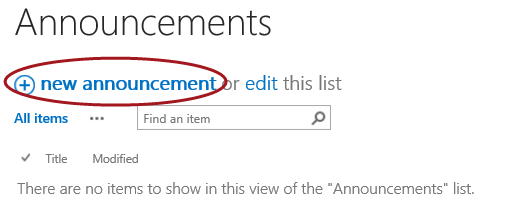 Announcements
new announcement or edit this list
All items ••• Find an item
Title Modified
There are no items to show in this view of the "Announcements" list.